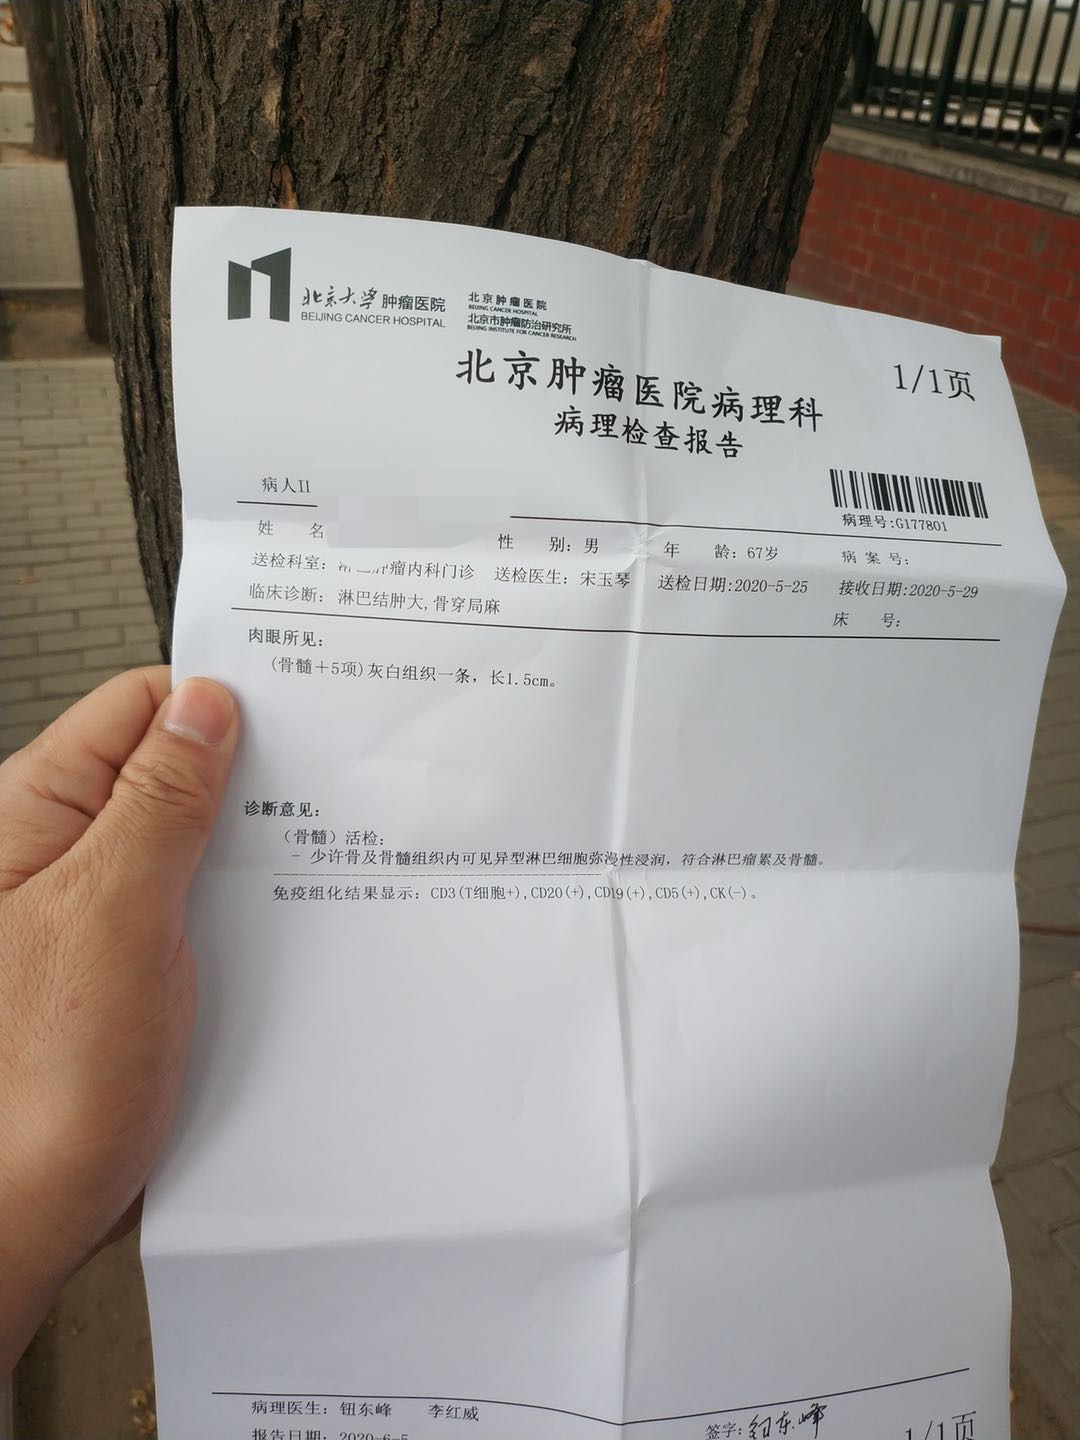 北京大学肿瘤医院
BEIJING CANCER HOSPITAL
北京肿瘤医院
BEIJING CANCER HOSPITAL
北京市肿瘤防治研究所
BEIJING INSTITUTE FOR CANCER RESEARCH
北京肿瘤医院病理科
1/1页
病理检查报告
病人II
病理号:G177801
姓 名 性 别: 男 年 龄: 67岁 病 案 号:
送检科室: 肿瘤内科门诊 送检医生: 宋玉琴 送检日期:2020-5-25 接收日期:2020-5-29
临床诊断: 淋巴结肿大,骨穿局麻 床 号:
肉眼所见:
(骨髓+5项)灰白组织一条, 长1.5cm。
诊断意见:
(骨髓)活检:
- 少许骨及骨髓组织内可见异型淋巴细胞弥漫性浸润, 符合淋巴瘤累及骨髓。
免疫组化结果显示: CD3(T细胞+),CD20(+),CD19(+),CD5(+),CK(-)。
病理医生: 钮东峰 李红威 签字: 钮东峰
报告日期: 2020-6-5 1/1页